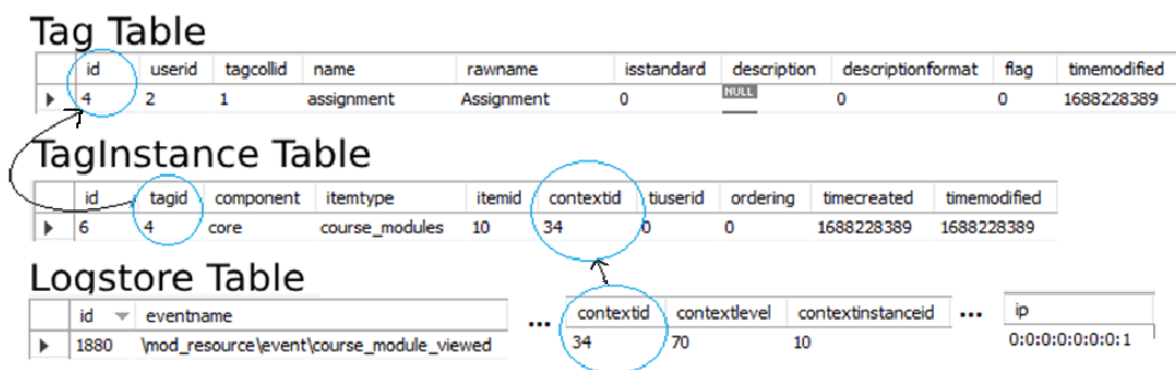 Tag Table
id userid tagcollid name rawname isstandard description descriptionformat flag timemodified
4 2 1 assignment Assignment 0 NULL 0 0 1688228389
TagInstance Table
id tagid component itemtype itemid contextid tiuserid ordering timecreated timemodified
6 4 core course_modules 10 34 0 0 1688228389 1688228389
Logstore Table
id eventname ... contextid contextlevel contextinstanceid ... ip
1880 \mod_resource\event\course_module_viewed 34 70 10 0:0:0:0:0:0:0:1